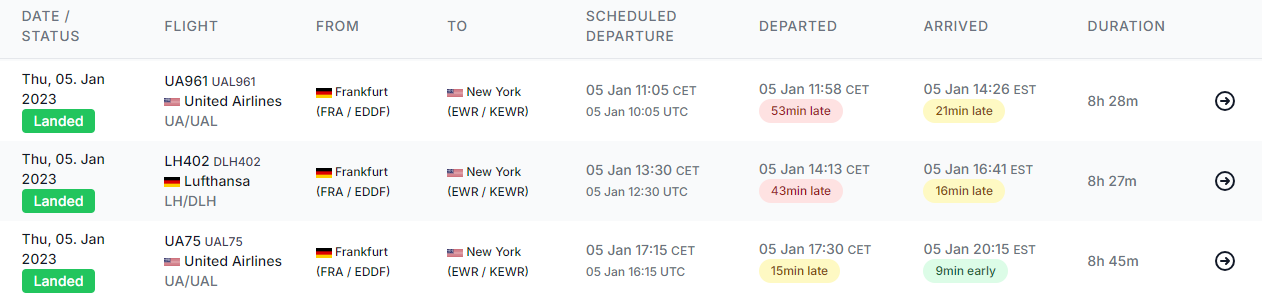 DATE /
STATUS
FLIGHT
FROM
TO
SCHEDULED
DEPARTURE
DEPARTED
ARRIVED
DURATION
Thu, 05. Jan
2023
Landed
UA961 UAL961
United Airlines
UA/UAL
Frankfurt
(FRA / EDDF)
New York
(EWR / KEWR)
05 Jan 11:05 CET
05 Jan 10:05 UTC
05 Jan 11:58 CET
53min late
05 Jan 14:26 EST
21min late
8h 28m
Thu, 05. Jan
2023
Landed
LH402 DLH402
Lufthansa
LH/DLH
Frankfurt
(FRA / EDDF)
New York
(EWR / KEWR)
05 Jan 13:30 CET
05 Jan 12:30 UTC
05 Jan 14:13 CET
43min late
05 Jan 16:41 EST
16min late
8h 27m
Thu, 05. Jan
2023
Landed
UA75 UAL75
United Airlines
UA/UAL
Frankfurt
(FRA / EDDF)
New York
(EWR / KEWR)
05 Jan 17:15 CET
05 Jan 16:15 UTC
05 Jan 17:30 CET
15min late
05 Jan 20:15 EST
9min early
8h 45m